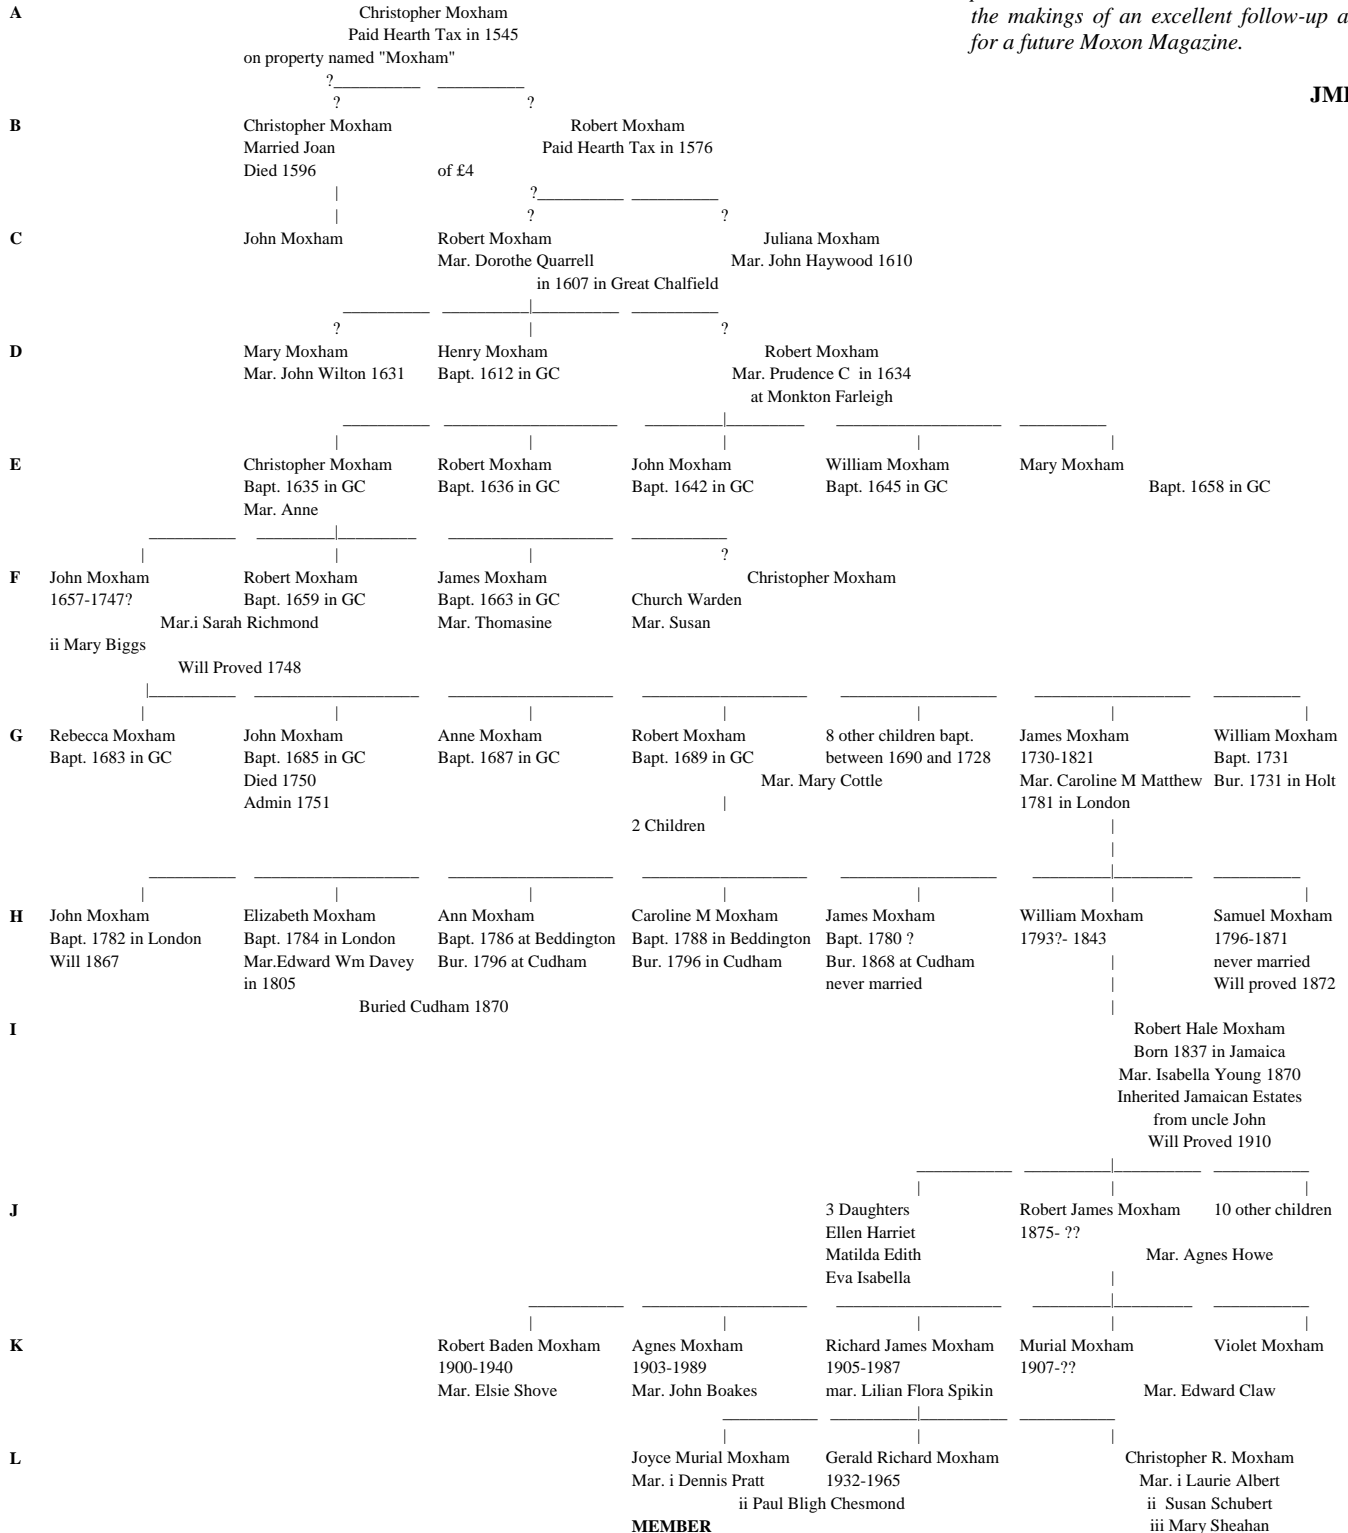 the makings of an excellent follow-up a
for a future Moxon Magazine.
JMI
A Christopher Moxham
Paid Hearth Tax in 1545
on property named "Moxham"
? ?
?
B Christopher Moxham Robert Moxham
Married Joan Paid Hearth Tax in 1576
Died 1596 of £4
?
? ?
C John Moxham Robert Moxham Juliana Moxham
Mar. Dorothe Quarrell Mar. John Haywood 1610
in 1607 in Great Chalfield
? ?
D Mary Moxham Henry Moxham Robert Moxham
Mar. John Wilton 1631 Bapt. 1612 in GC Mar. Prudence C in 1634
at Monkton Farleigh
E Christopher Moxham Robert Moxham John Moxham William Moxham Mary Moxham
Bapt. 1635 in GC Bapt. 1636 in GC Bapt. 1642 in GC Bapt. 1645 in GC Bapt. 1658 in GC
Mar. Anne
?
F John Moxham Robert Moxham James Moxham Christopher Moxham
1657-1747? Bapt. 1659 in GC Bapt. 1663 in GC Church Warden
Mar.i Sarah Richmond Mar. Thomasine Mar. Susan
ii Mary Biggs
Will Proved 1748
G Rebecca Moxham John Moxham Anne Moxham Robert Moxham 8 other children bapt. James Moxham William Moxham
Bapt. 1683 in GC Bapt. 1685 in GC Bapt. 1687 in GC Bapt. 1689 in GC between 1690 and 1728 1730-1821 Bapt. 1731
Died 1750 Mar. Mary Cottle Mar. Caroline M Matthew Bur. 1731 in Holt
Admin 1751 1781 in London
2 Children
H John Moxham Elizabeth Moxham Ann Moxham Caroline M Moxham James Moxham William Moxham Samuel Moxham
Bapt. 1782 in London Bapt. 1784 in London Bapt. 1786 at Beddington Bapt. 1788 in Beddington Bapt. 1780 ? 1793?- 1843 1796-1871
Will 1867 Mar.Edward Wm Davey Bur. 1796 at Cudham Bur. 1796 in Cudham Bur. 1868 at Cudham never married
in 1805 never married Will proved 1872
Buried Cudham 1870
I Robert Hale Moxham
Born 1837 in Jamaica
Mar. Isabella Young 1870
Inherited Jamaican Estates
from uncle John
Will Proved 1910
J 3 Daughters Robert James Moxham 10 other children
Ellen Harriet 1875- ??
Matilda Edith Mar. Agnes Howe
Eva Isabella
K Robert Baden Moxham Agnes Moxham Richard James Moxham Murial Moxham Violet Moxham
1900-1940 1903-1989 1905-1987 1907-??
Mar. Elsie Shove Mar. John Boakes mar. Lilian Flora Spikin Mar. Edward Claw
L Joyce Murial Moxham Gerald Richard Moxham Christopher R. Moxham
Mar. i Dennis Pratt 1932-1965 Mar. i Laurie Albert
ii Paul Bligh Chesmond ii Susan Schubert
MEMBER iii Mary Sheahan